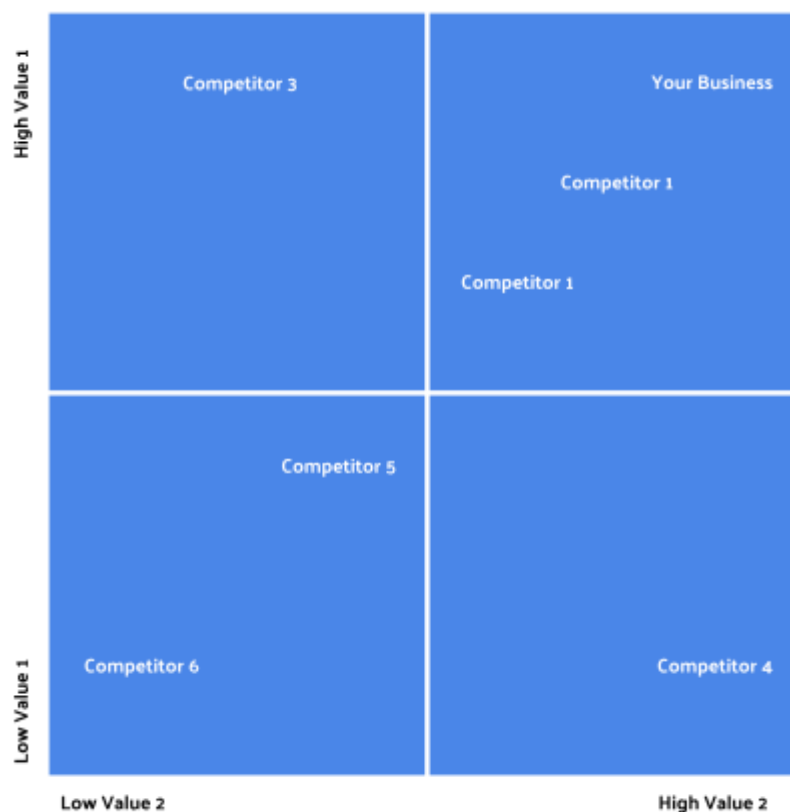 High Value 1
Competitor 3
Your Business
Competitor 1
Competitor 1
Competitor 5
Competitor 6
Competitor 4
Low Value 1
Low Value 2
High Value 2